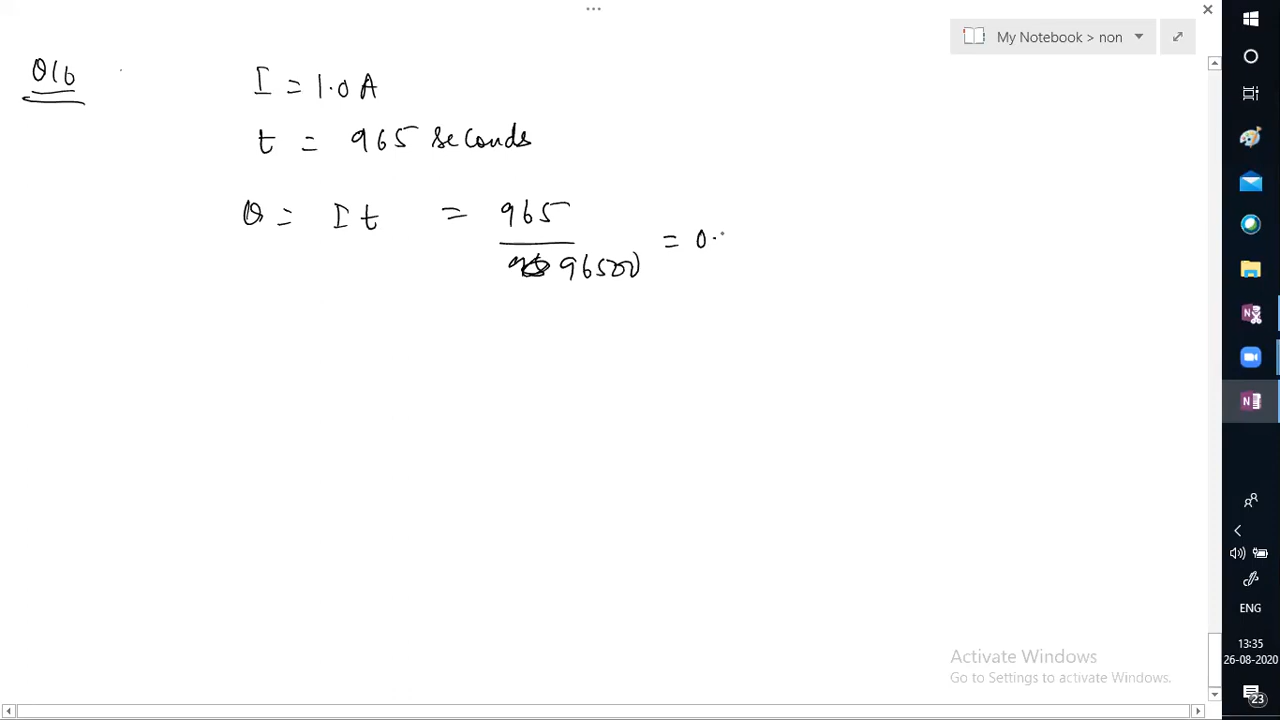 ...
My Notebook > non
Q16
I = 1.0 A
t = 965 seconds
Q = It = 965 / 96500 = 0.
Activate Windows
Go to Settings to activate Windows.
ENG
13:35
26-08-2020
23